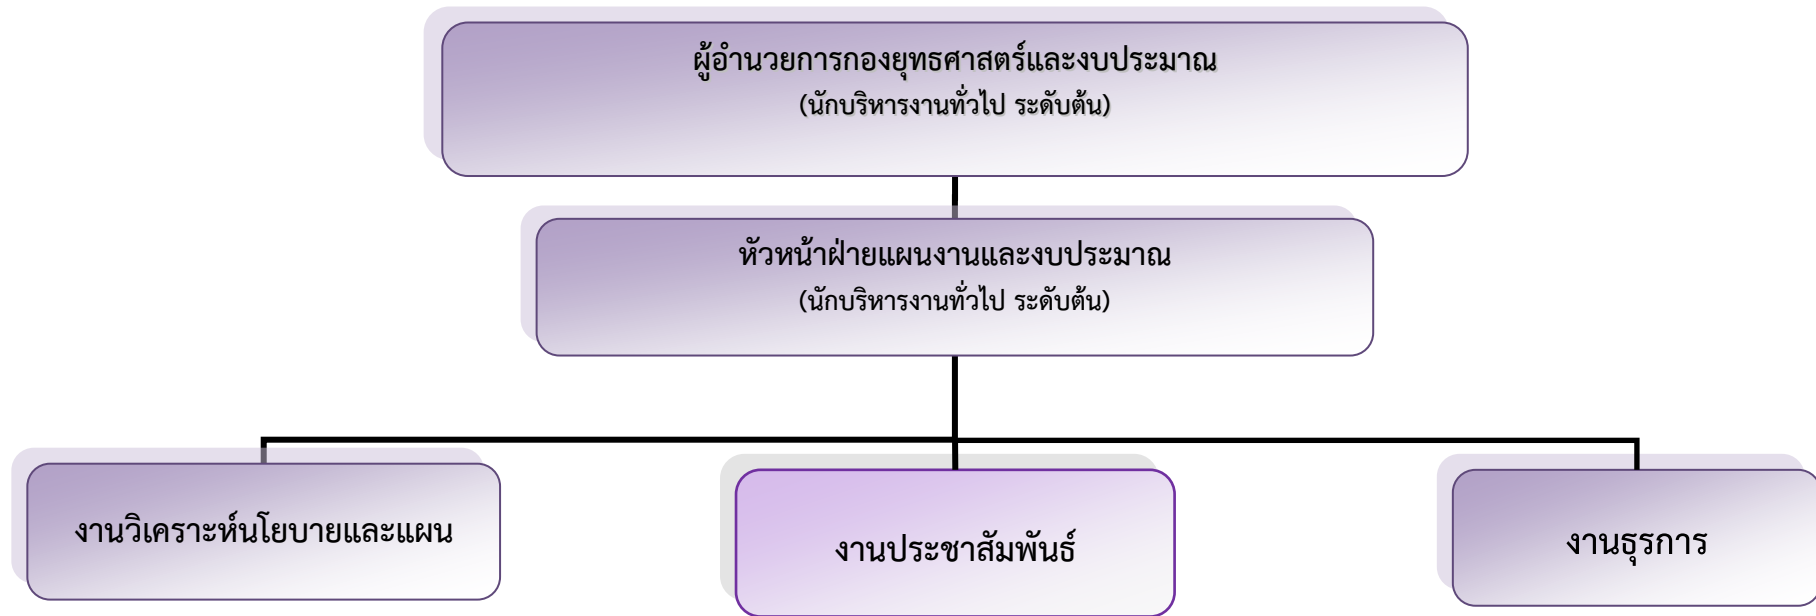 ผู้อำนวยการกองยุทธศาสตร์และงบประมาณ
(นักบริหารงานทั่วไป ระดับต้น)
หัวหน้าฝ่ายแผนงานและงบประมาณ
(นักบริหารงานทั่วไป ระดับต้น)
งานวิเคราะห์นโยบายและแผน
งานประชาสัมพันธ์
งานธุรการ